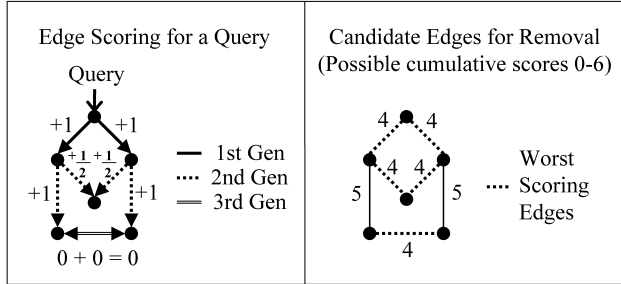 Edge Scoring for a Query
Query
+1 +1
+1/2 +1/2
+1 +1
0 + 0 = 0
1st Gen
2nd Gen
3rd Gen
Candidate Edges for Removal
(Possible cumulative scores 0-6)
4 4
4 4
5 5
4
Worst
Scoring
Edges